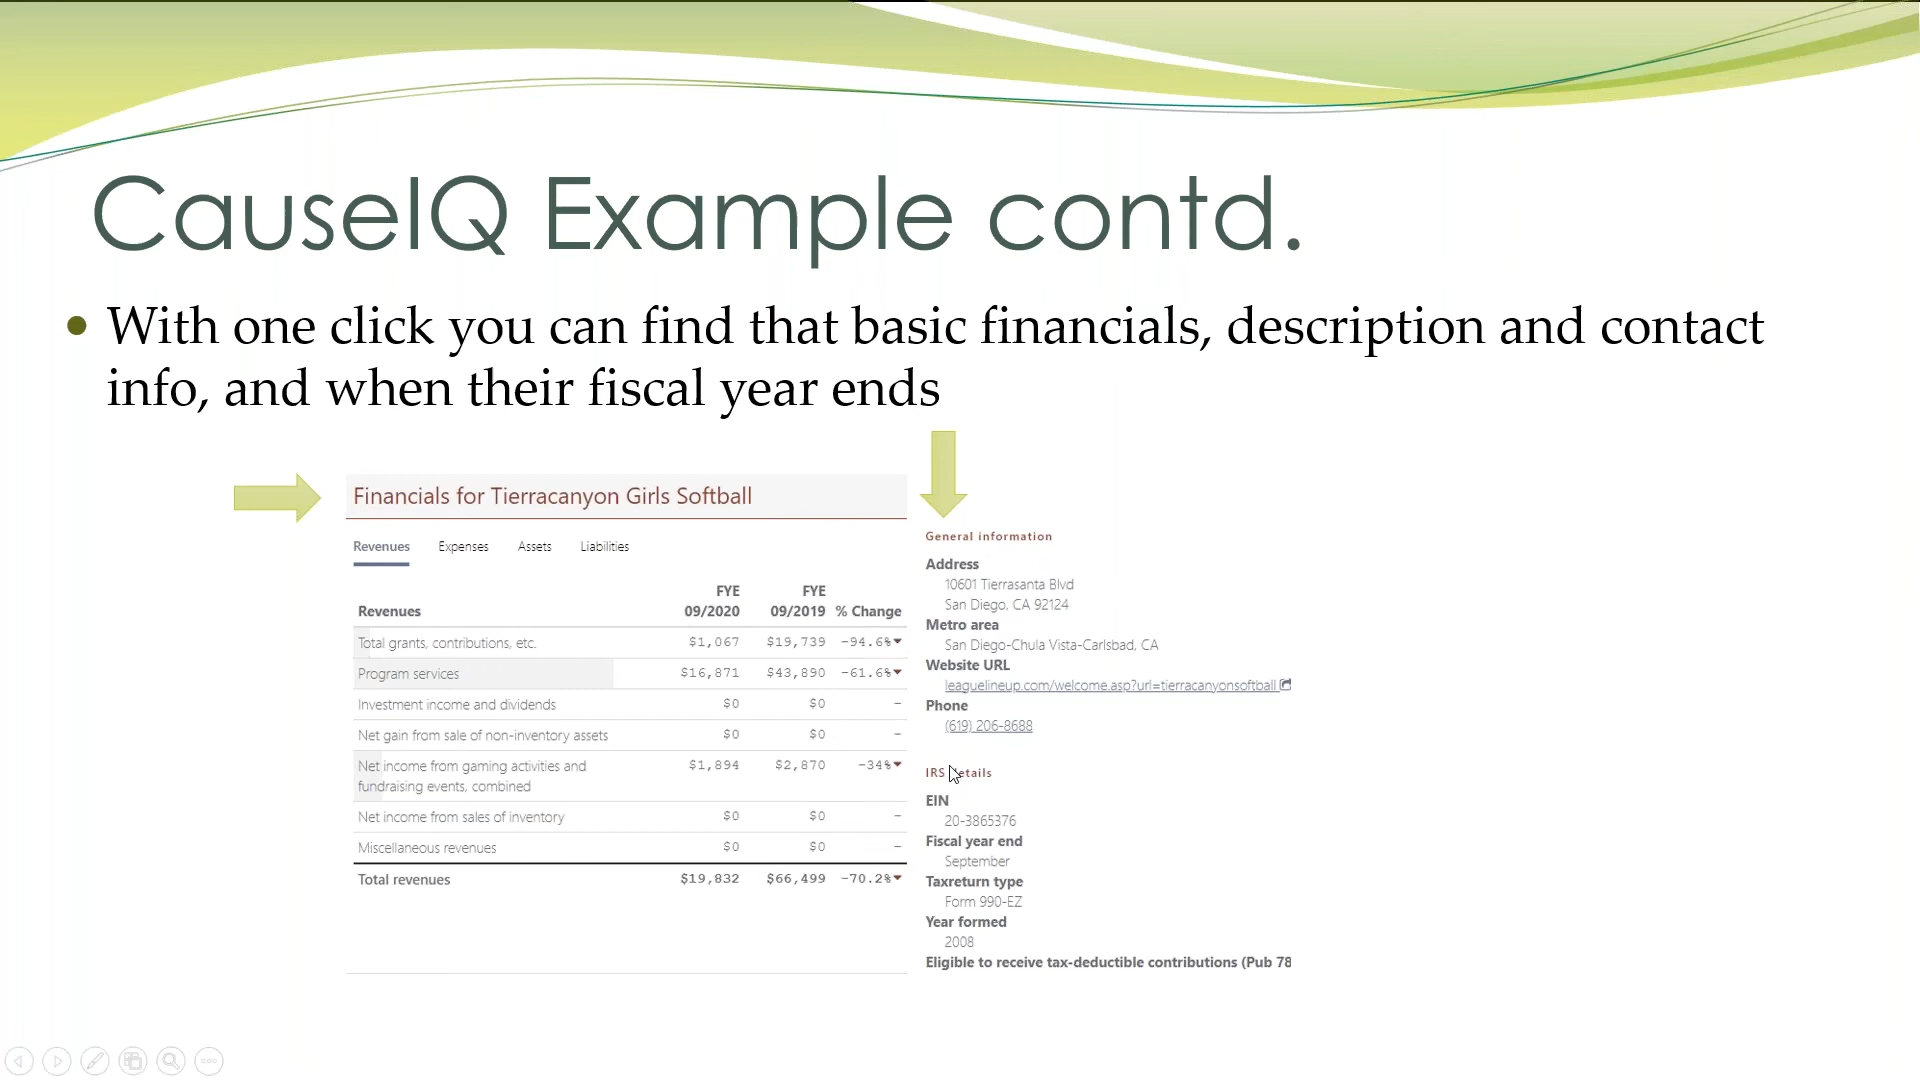 CauseIQ Example contd.
• With one click you can find that basic financials, description and contact
info, and when their fiscal year ends
Financials for Tierracanyon Girls Softball
Revenues Expenses Assets Liabilities
FYE FYE
Revenues 09/2020 09/2019 % Change
Total grants, contributions, etc. $1,067 $19,739 -94.6%▼
Program services $16,871 $43,890 -61.6%▼
Investment income and dividends $0 $0 –
Net gain from sale of non-inventory assets $0 $0 –
Net income from gaming activities and $1,894 $2,870 -34%▼
fundraising events, combined
Net income from sales of inventory $0 $0 –
Miscellaneous revenues $0 $0 –
Total revenues $19,832 $66,499 -70.2%▼
General information
Address
10601 Tierrasanta Blvd
San Diego, CA 92124
Metro area
San Diego-Chula Vista-Carlsbad, CA
Website URL
leaguelineup.com/welcome.asp?url=tierracanyonsoftball
Phone
(619) 206-8688
IRS details
EIN
20-3865376
Fiscal year end
September
Taxreturn type
Form 990-EZ
Year formed
2008
Eligible to receive tax-deductible contributions (Pub 78